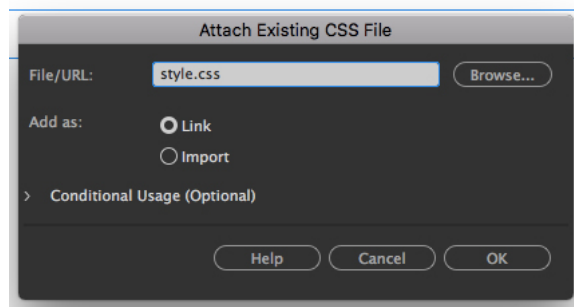 Attach Existing CSS File
File/URL: style.css Browse...
Add as: Link
Import
> Conditional Usage (Optional)
Help Cancel OK